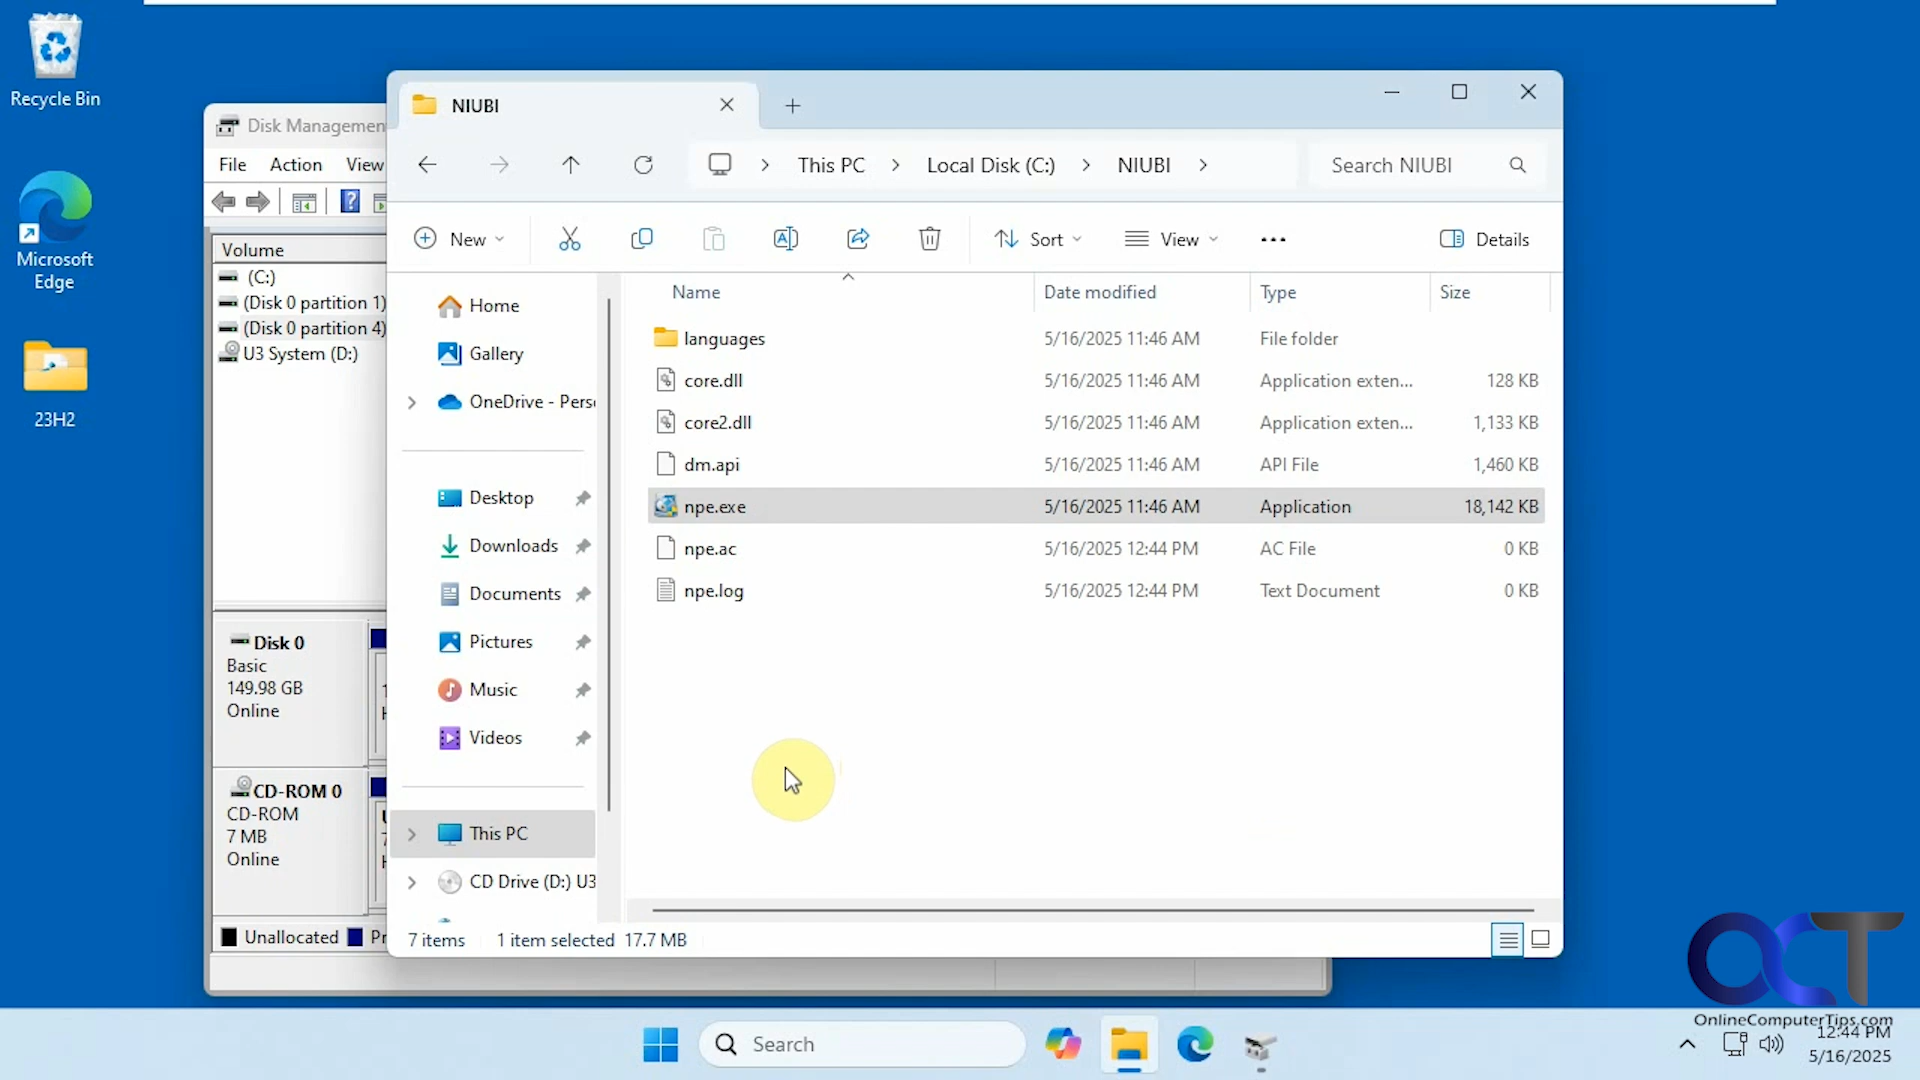 Recycle Bin
Microsoft
Edge
23H2
Disk Managemen
File Action View
Volume
(C:)
(Disk 0 partition 1)
(Disk 0 partition 4)
U3 System (D:)
Disk 0
Basic
149.98 GB
Online
CD-ROM 0
CD-ROM
7 MB
Online
Unallocated Pr
NIUBI
This PC > Local Disk (C:) > NIUBI >
Search NIUBI
New Sort View ... Details
Home
Gallery
OneDrive - Perso
Desktop
Downloads
Documents
Pictures
Music
Videos
This PC
CD Drive (D:) U3
Name Date modified Type Size
languages 5/16/2025 11:46 AM File folder
core.dll 5/16/2025 11:46 AM Application exten... 128 KB
core2.dll 5/16/2025 11:46 AM Application exten... 1,133 KB
dm.api 5/16/2025 11:46 AM API File 1,460 KB
npe.exe 5/16/2025 11:46 AM Application 18,142 KB
npe.ac 5/16/2025 12:44 PM AC File 0 KB
npe.log 5/16/2025 12:44 PM Text Document 0 KB
7 items 1 item selected 17.7 MB
OCT
OnlineComputerTips.com
Search
12:44 PM
5/16/2025